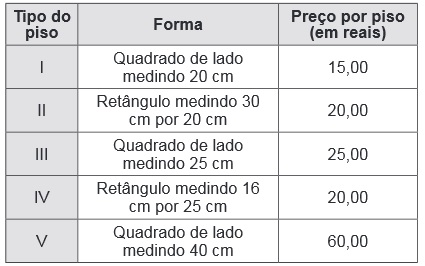 Tipo do piso
Forma
Preço por piso (em reais)
I
Quadrado de lado
medindo 20 cm
15,00
II
Retângulo medindo 30
cm por 20 cm
20,00
III
Quadrado de lado
medindo 25 cm
25,00
IV
Retângulo medindo 16
cm por 25 cm
20,00
V
Quadrado de lado
medindo 40 cm
60,00